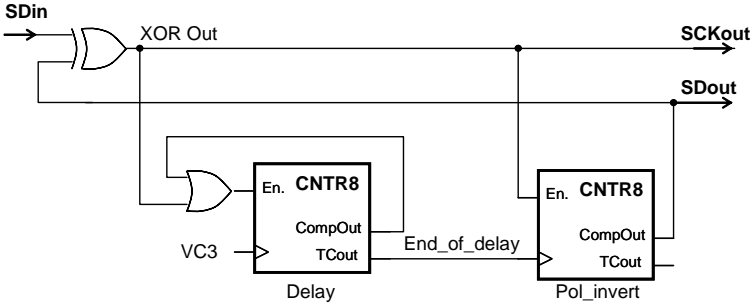 SDin
XOR Out
SCKout
SDout
En. CNTR8
CompOut
TCout
VC3
Delay
End_of_delay
En. CNTR8
CompOut
TCout
Pol_invert